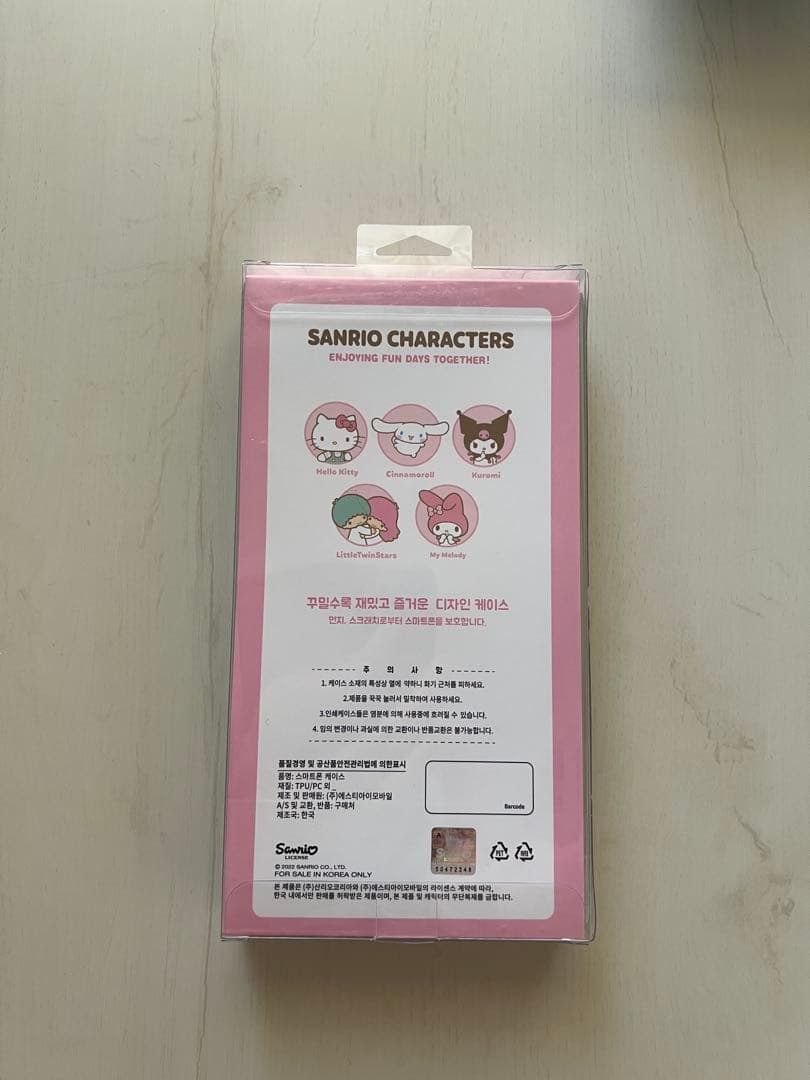 SANRIO CHARACTERS
ENJOYING FUN DAYS TOGETHER!
Hello Kitty
Cinnamoroll
Kuromi
LittleTwinStars
My Melody
꾸밀수록 재밌고 즐거운 디자인 케이스
먼지, 스크래치로부터 스마트폰을 보호합니다.
주 의 사 항
1. 케이스 소재의 특성상 열에 약하니 화기 근처를 피하세요.
2.제품을 꾹꾹 눌러서 밀착하여 사용하세요.
3.인쇄케이스들은 염분에 의해 사용중에 흐려질 수 있습니다.
4. 임의 변경이나 과실에 의한 교환이나 반품교환은 불가능합니다.
품질경영 및 공산품안전관리법에 의한표시
품명: 스마트폰 케이스
재질: TPU/PC 외 _
제조 및 판매원: (주)에스티아이모바일
A/S 및 교환, 반품: 구매처
제조국: 한국
Barcode
Sanrio
LICENSE
© 2022 SANRIO CO., LTD.
FOR SALE IN KOREA ONLY
50472348
PET
본 제품은 (주)산리오코리아와 (주)에스티아이모바일의 라이센스 계약에 따라,
한국 내에서만 판매를 허락받은 제품이며, 본 제품 및 캐릭터의 무단복제를 금합니다.